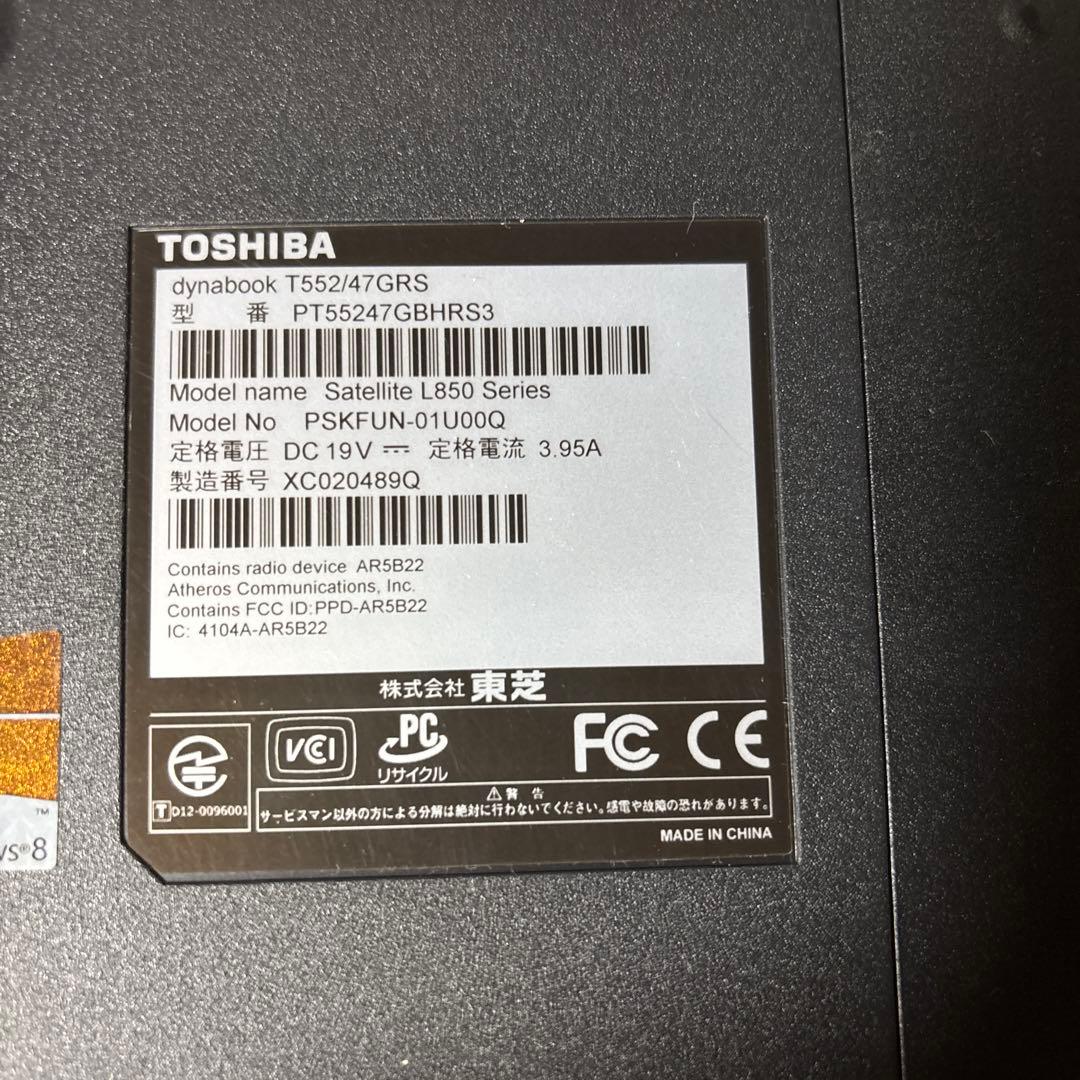 TOSHIBA
dynabook T552/47GRS
型 番 PT55247GBHRS3
Model name Satellite L850 Series
Model No PSKFUN-01U00Q
定格電圧 DC 19V ⎓ 定格電流 3.95A
製造番号 XC020489Q
Contains radio device AR5B22
Atheros Communications, Inc.
Contains FCC ID:PPD-AR5B22
IC: 4104A-AR5B22
株式会社 東芝
VCI
PC
リサイクル
FC CE
T D12-0096001
⚠ 警 告
サービスマン以外の方による分解は絶対に行わないでください。感電や故障の恐れがあります。
MADE IN CHINA
™
8